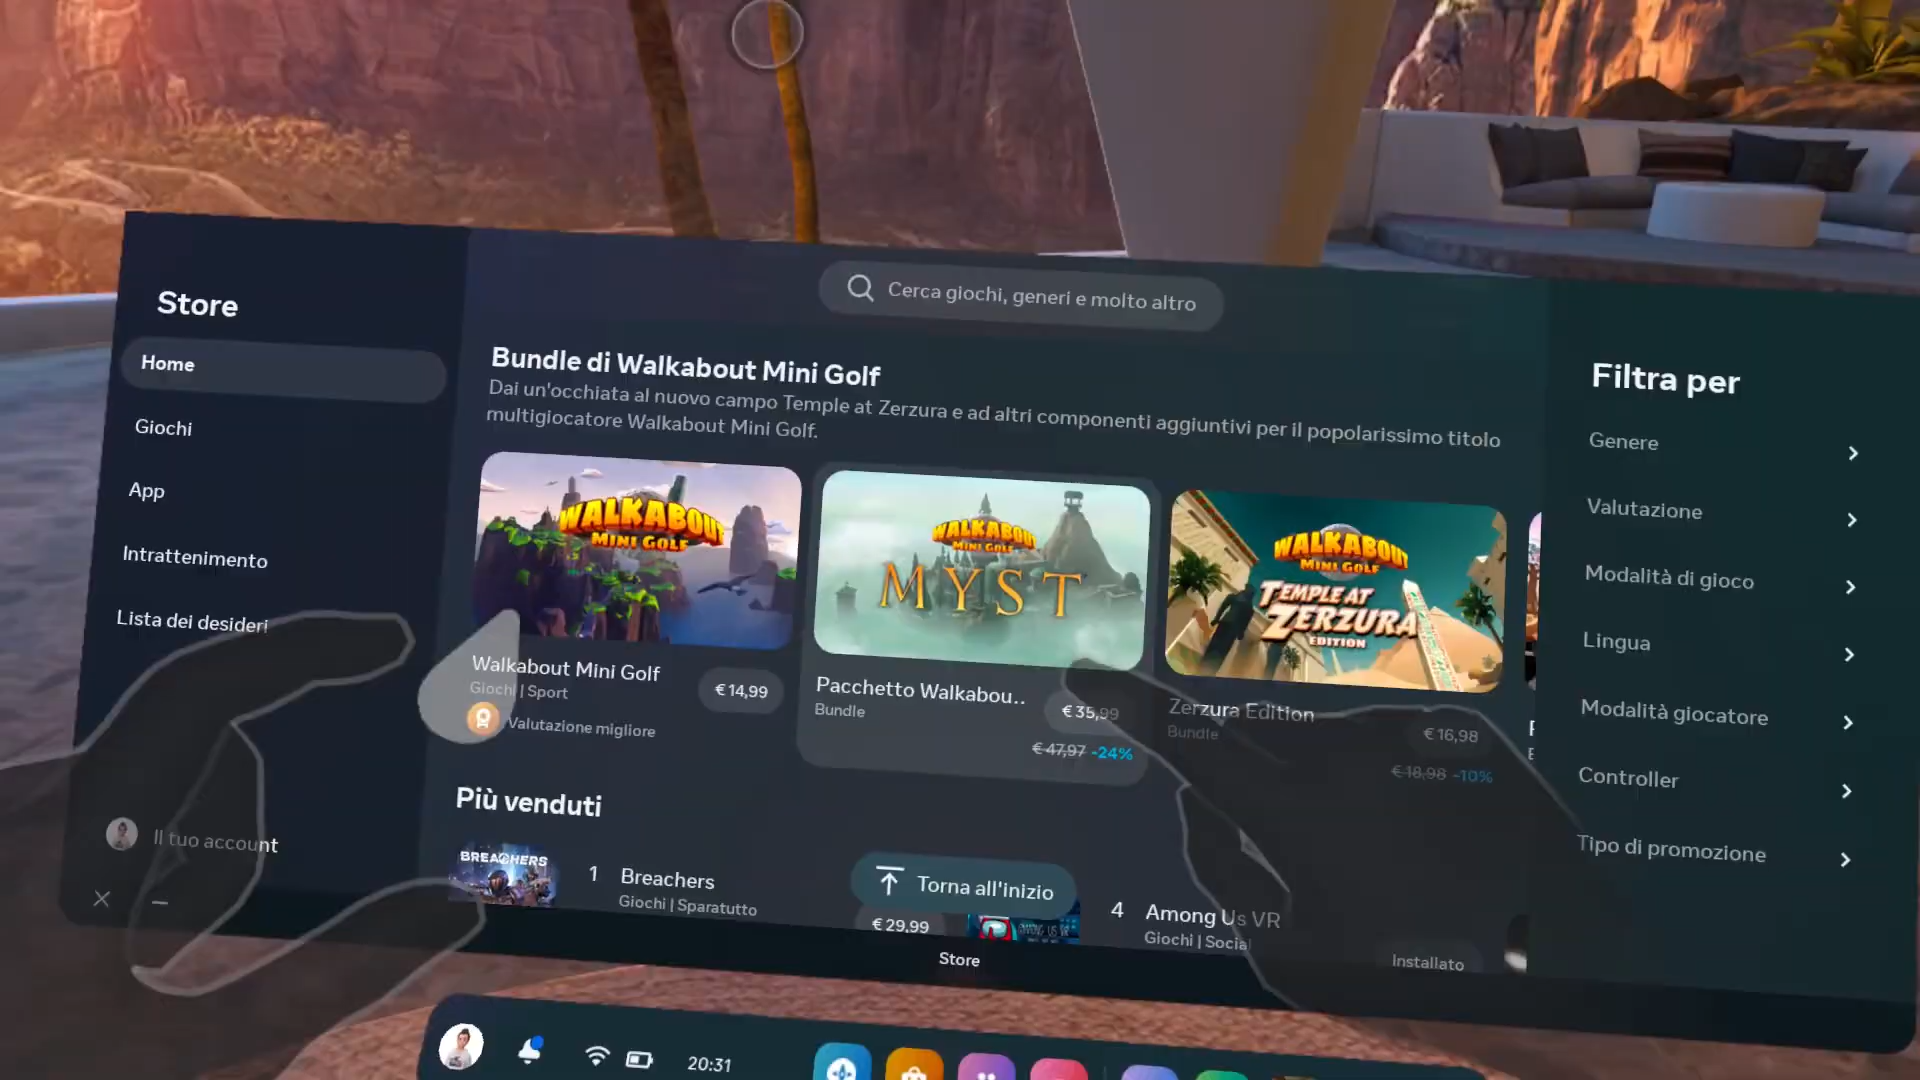 Store
Home
Giochi
App
Intrattenimento
Lista dei desideri
Il tuo account
Cerca giochi, generi e molto altro
Bundle di Walkabout Mini Golf
Dai un'occhiata al nuovo campo Temple at Zerzura e ad altri componenti aggiuntivi per il popolarissimo titolo
multigiocatore Walkabout Mini Golf.
WALKABOUT
MINI GOLF
Walkabout Mini Golf
Giochi | Sport
€ 14,99
Valutazione migliore
WALKABOUT
MINI GOLF
MYST
Pacchetto Walkabou..
Bundle
€ 35,99
€ 47,97 -24%
WALKABOUT
MINI GOLF
TEMPLE AT
ZERZURA
EDITION
Zerzura Edition
Bundle
€ 16,98
€ 18,98 -10%
Più venduti
BREACHERS
1
Breachers
Giochi | Sparatutto
€ 29,99
Torna all'inizio
AMONG US VR
4
Among Us VR
Giochi | Social
Installato
Filtra per
Genere
Valutazione
Modalità di gioco
Lingua
Modalità giocatore
Controller
Tipo di promozione
Store
20:31